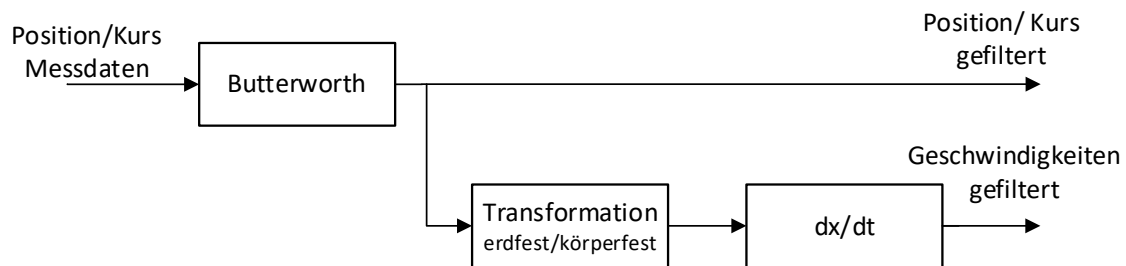 Position/Kurs
Messdaten
Butterworth
Position/ Kurs
gefiltert
Transformation
erdfest/körperfest
dx/dt
Geschwindigkeiten
gefiltert